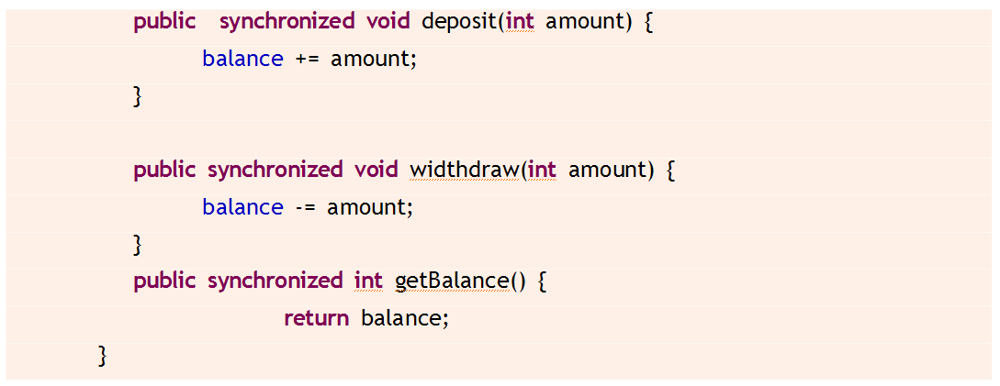 public  synchronized void deposit(int amount) {
balance += amount;
}
public synchronized void widthdraw(int amount) {
balance -= amount;
}
public synchronized int getBalance() {
return balance;
}